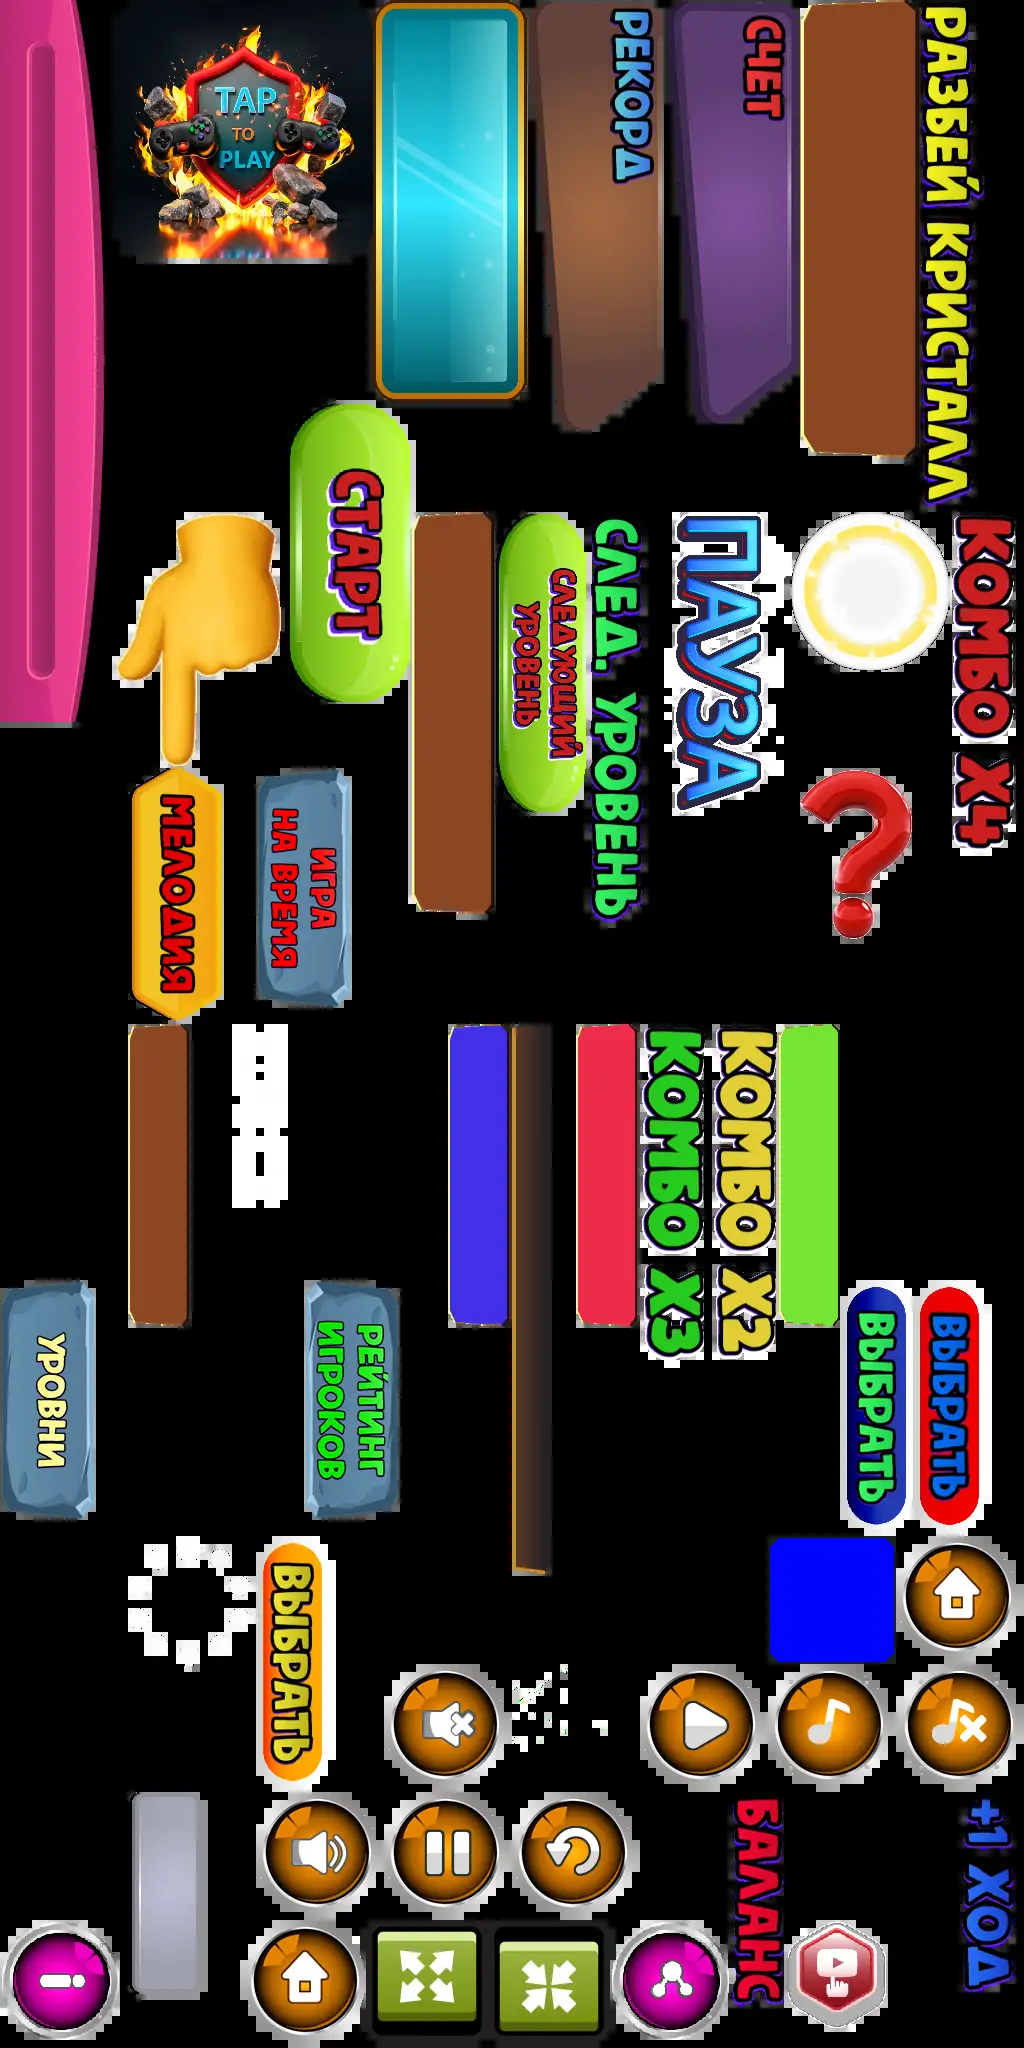 TAP
TO
PLAY
РЕКОРД
СЧЕТ
РАЗБЕЙ КРИСТАЛЛ
СТАРТ
СЛЕДУЮЩИЙ
УРОВЕНЬ
СЛЕД. УРОВЕНЬ
ПАУЗА
КОМБО X4
?
МЕЛОДИЯ
ИГРА
НА ВРЕМЯ
КОМБО X3
КОМБО X2
УРОВНИ
РЕЙТИНГ
ИГРОКОВ
ВЫБРАТЬ
ВЫБРАТЬ
ВЫБРАТЬ
БАЛЛАНС
+1 ХОД